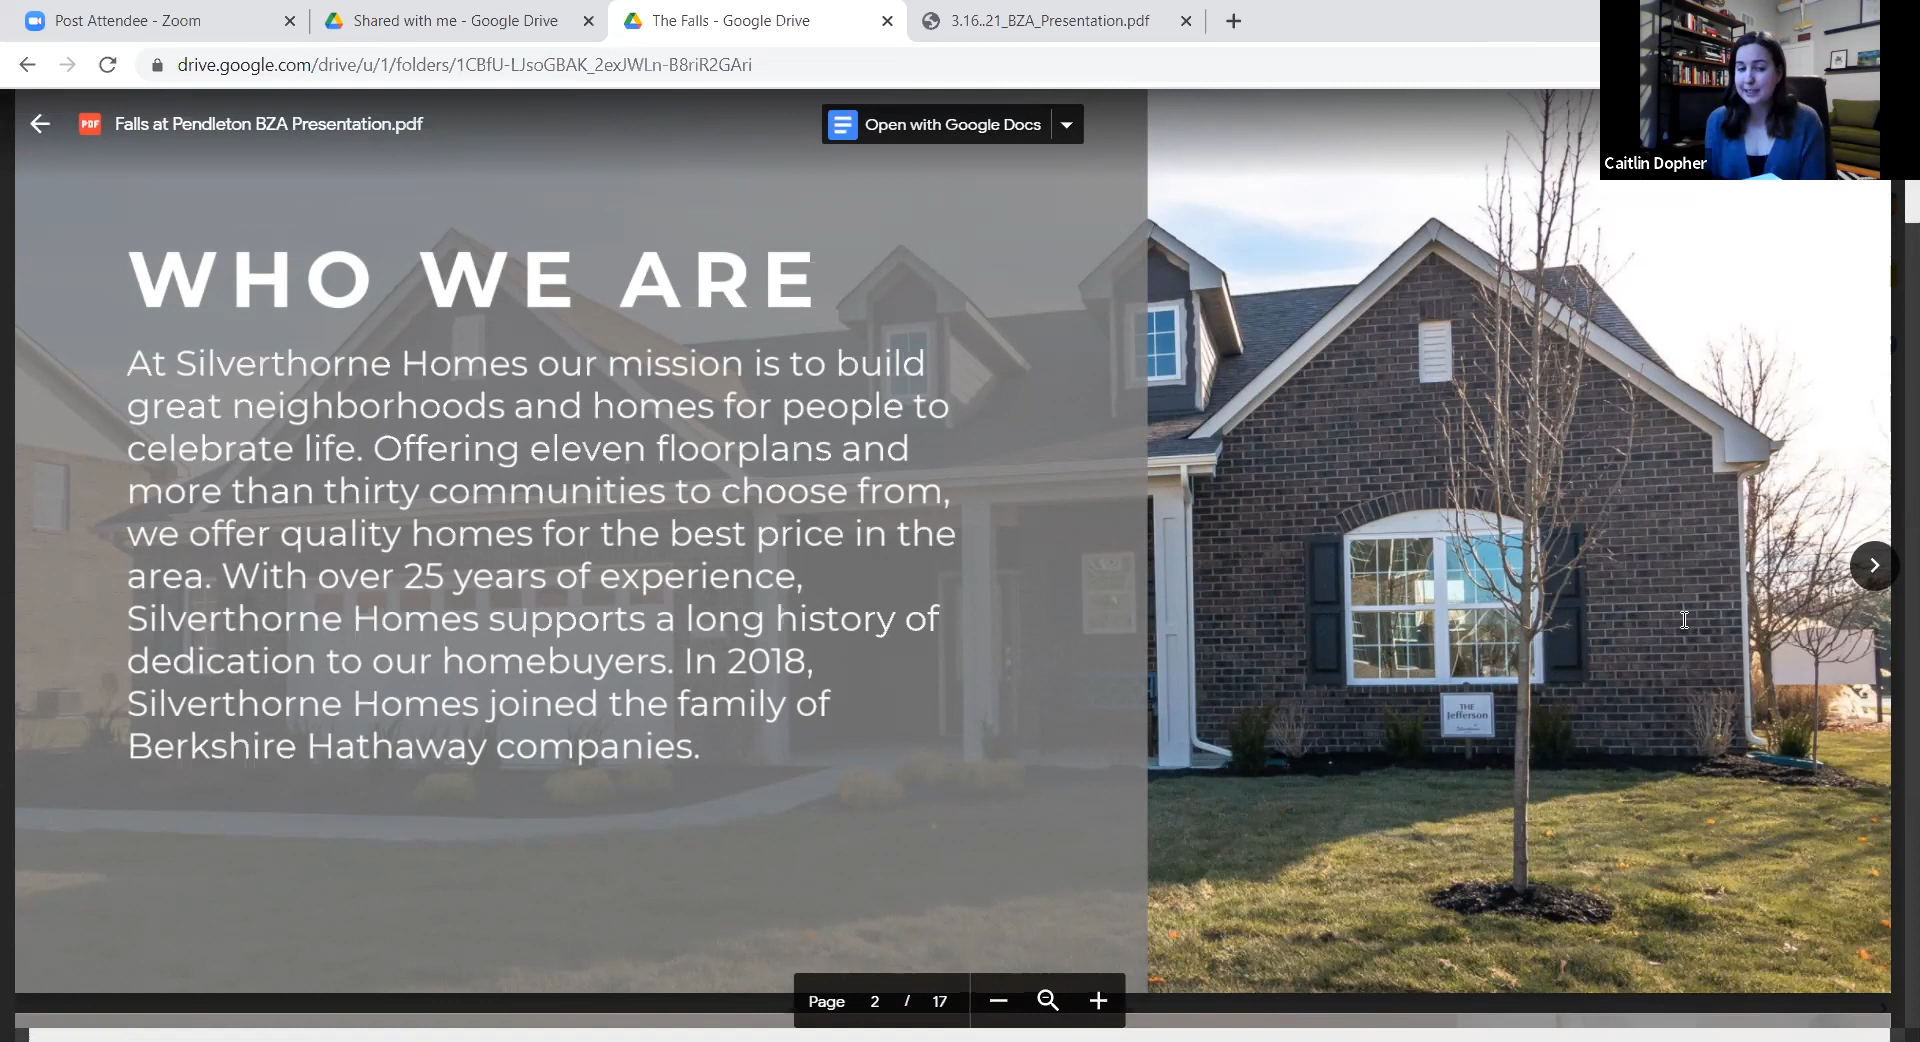 Post Attendee - Zoom
Shared with me - Google Drive
The Falls - Google Drive
3.16..21_BZA_Presentation.pdf
drive.google.com/drive/u/1/folders/1CBfU-LJsoGBAK_2exJWLn-B8riR2GAri
PDF
Falls at Pendleton BZA Presentation.pdf
Open with Google Docs
Caitlin Dopher
WHO WE ARE
At Silverthorne Homes our mission is to build
great neighborhoods and homes for people to
celebrate life. Offering eleven floorplans and
more than thirty communities to choose from,
we offer quality homes for the best price in the
area. With over 25 years of experience,
Silverthorne Homes supports a long history of
dedication to our homebuyers. In 2018,
Silverthorne Homes joined the family of
Berkshire Hathaway companies.
THE
Jefferson
Page 2 / 17